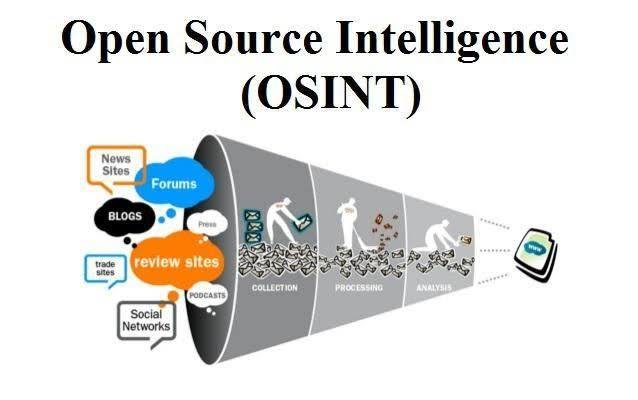 Open Source Intelligence
(OSINT)
News
Sites
Forums
BLOGS
Press
trade
sites
review sites
PODCASTS
Social
Networks
COLLECTION
PROCESSING
ANALYSIS
www